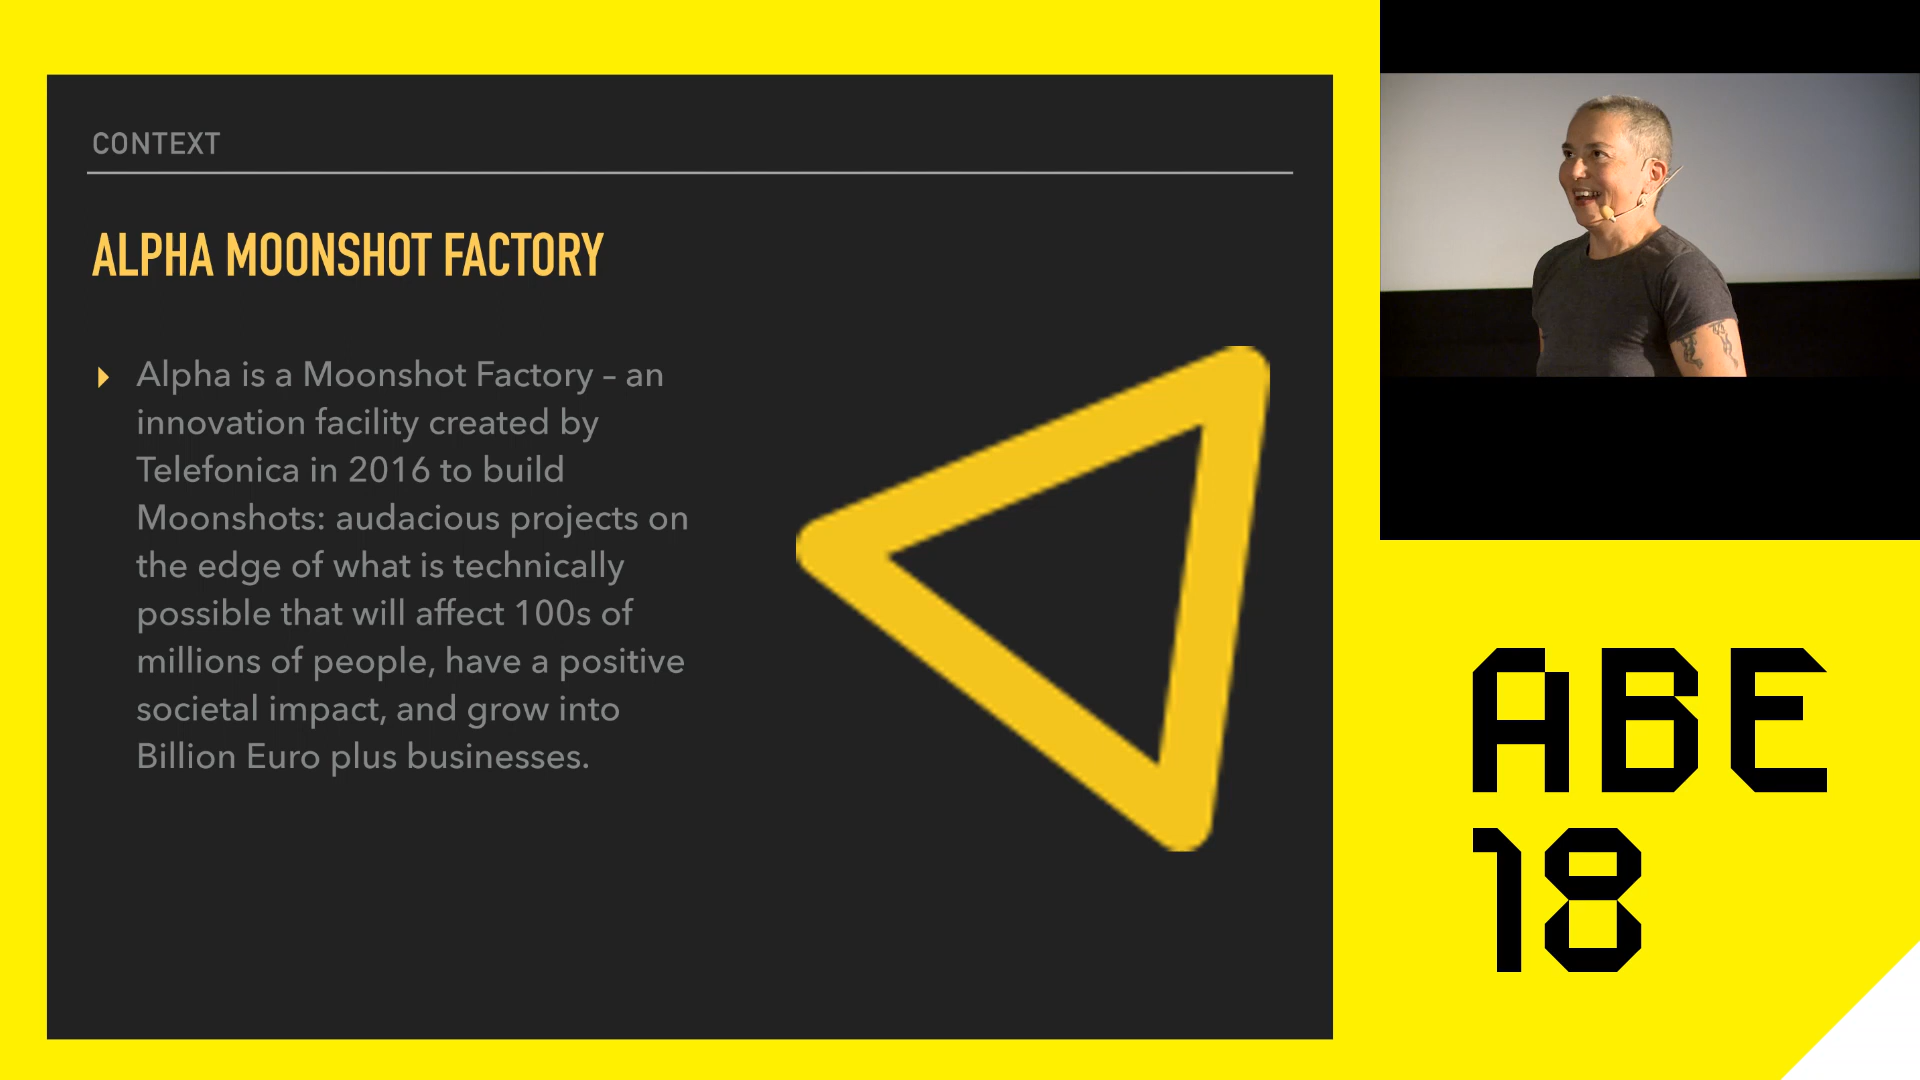 CONTEXT
ALPHA MOONSHOT FACTORY
Alpha is a Moonshot Factory – an
innovation facility created by
Telefonica in 2016 to build
Moonshots: audacious projects on
the edge of what is technically
possible that will affect 100s of
millions of people, have a positive
societal impact, and grow into
Billion Euro plus businesses.
ABE
18